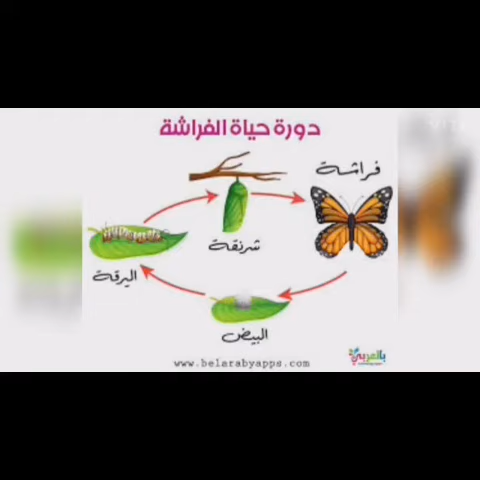 دورة حياة الفراشة
فراشة
شرنقة
اليرقة
البيض
www.belarabyapps.com
بالعربي